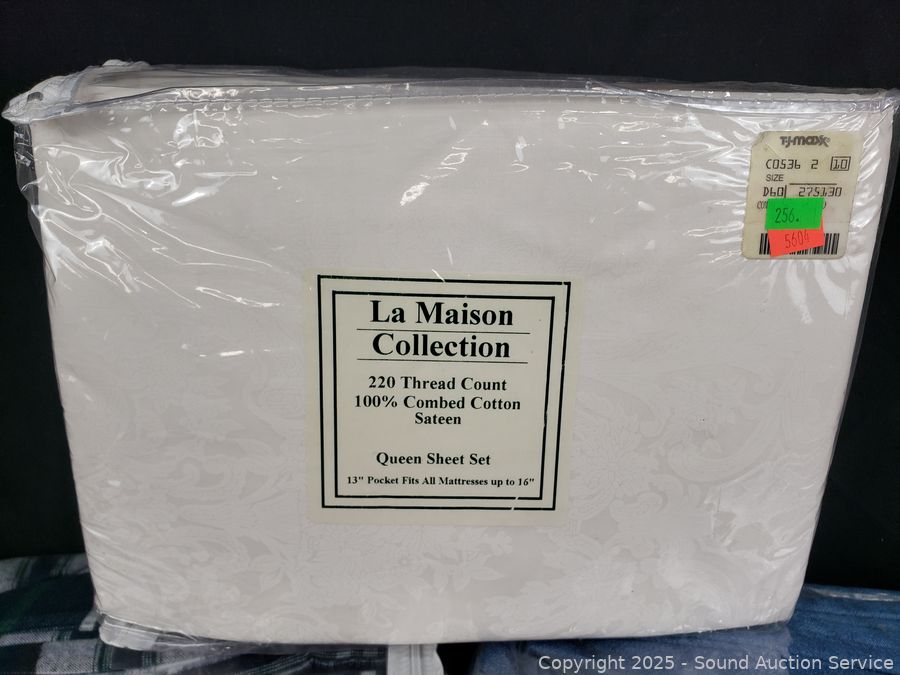 TJ·maxx
C0536 2 10
SIZE
D60 275130
256.
5604
La Maison
Collection
220 Thread Count
100% Combed Cotton
Sateen
Queen Sheet Set
13" Pocket Fits All Mattresses up to 16"
Copyright 2025 - Sound Auction Service